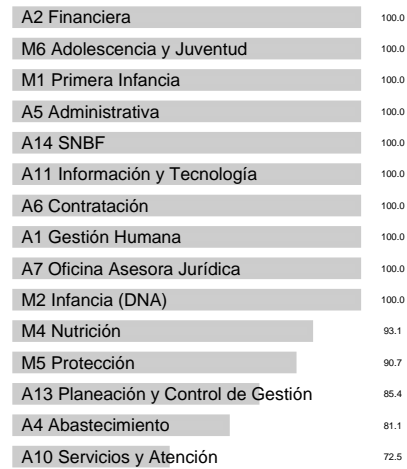 A2 Financiera 100.0
M6 Adolescencia y Juventud 100.0
M1 Primera Infancia 100.0
A5 Administrativa 100.0
A14 SNBF 100.0
A11 Información y Tecnología 100.0
A6 Contratación 100.0
A1 Gestión Humana 100.0
A7 Oficina Asesora Jurídica 100.0
M2 Infancia (DNA) 100.0
M4 Nutrición 93.1
M5 Protección 90.7
A13 Planeación y Control de Gestión 85.4
A4 Abastecimiento 81.1
A10 Servicios y Atención 72.5